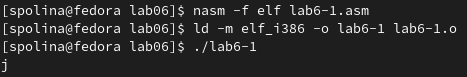 [spolina@fedora lab06]$ nasm -f elf lab6-1.asm
[spolina@fedora lab06]$ ld -m elf_i386 -o lab6-1 lab6-1.o
[spolina@fedora lab06]$ ./lab6-1
j